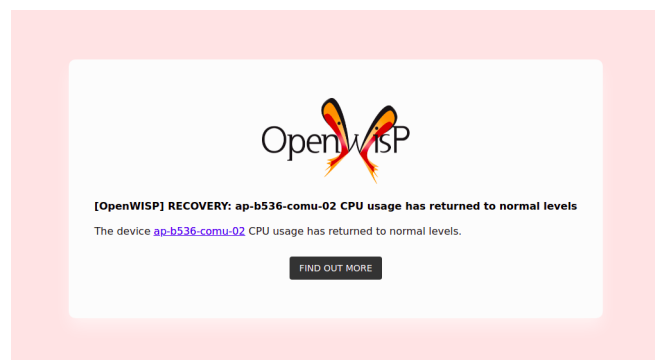 OpenWISP
[OpenWISP] RECOVERY: ap-b536-comu-02 CPU usage has returned to normal levels
The device ap-b536-comu-02 CPU usage has returned to normal levels.
FIND OUT MORE